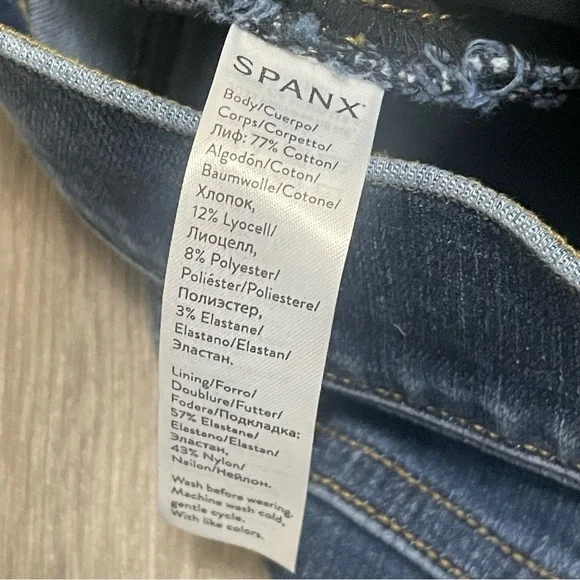 SPANX
Body/Cuerpo/
Corps/Corpetto/
Лиф: 77% Cotton/
Algodón/Coton/
Baumwolle/Cotone/
Хлопок,
12% Lyocell/
Лиоцелл,
8% Polyester/
Poliéster/Poliestere/
Полиэстер,
3% Elastane/
Elastano/Elastan/
Эластан.
Lining/Forro/
Doublure/Futter/
Fodera/Подкладка:
57% Elastane/
Elastano/Elastan/
Эластан,
43% Nylon/
Nailon/Нейлон.
Wash before wearing.
Machine wash cold,
gentle cycle.
With like colors.